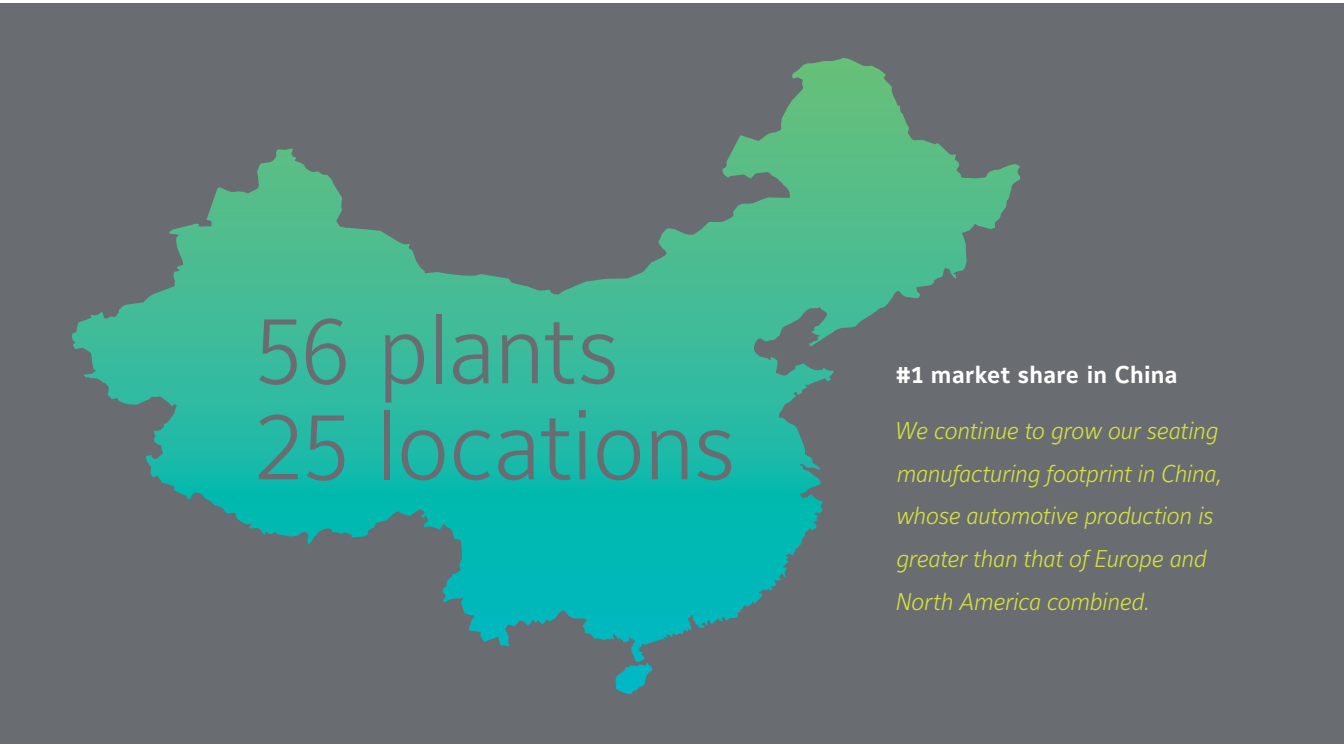 56 plants
25 locations
#1 market share in China
We continue to grow our seating
manufacturing footprint in China,
whose automotive production is
greater than that of Europe and
North America combined.